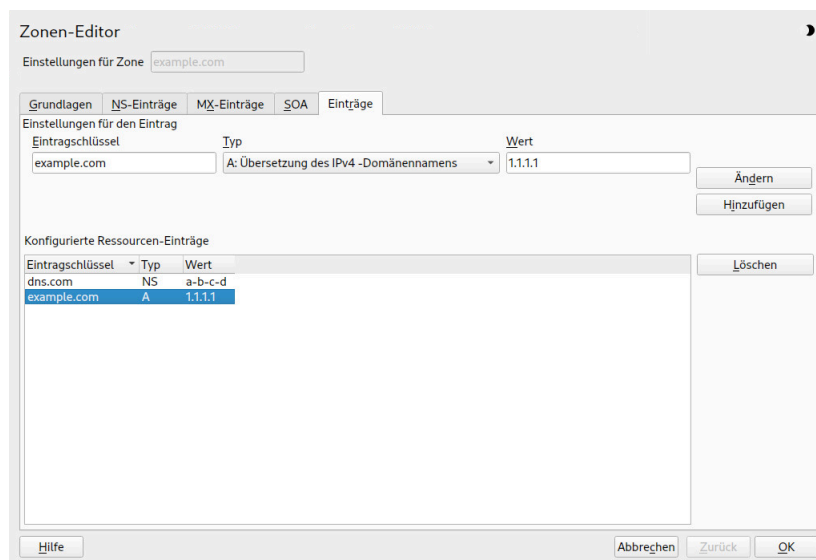 Zonen-Editor
Einstellungen für Zone example.com
Grundlagen NS-Einträge MX-Einträge SOA Einträge
Einstellungen für den Eintrag
Eintragschlüssel Typ Wert
example.com A: Übersetzung des IPv4 -Domänennamens 1.1.1.1
Ändern
Hinzufügen
Konfigurierte Ressourcen-Einträge
Eintragschlüssel Typ Wert Löschen
dns.com NS a-b-c-d
example.com A 1.1.1.1
Hilfe Abbrechen Zurück OK